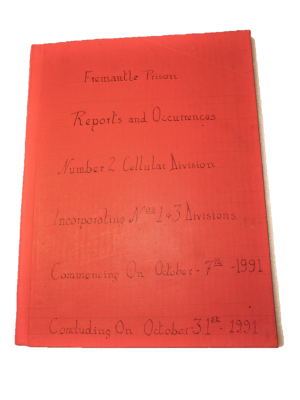 Fremantle Prison
Reports and Occurrences
Number 2 Cellular Division
Incorporating Nos 1&3 Divisions
Commencing On October - 7th - 1991
Concluding On October - 31st - 1991